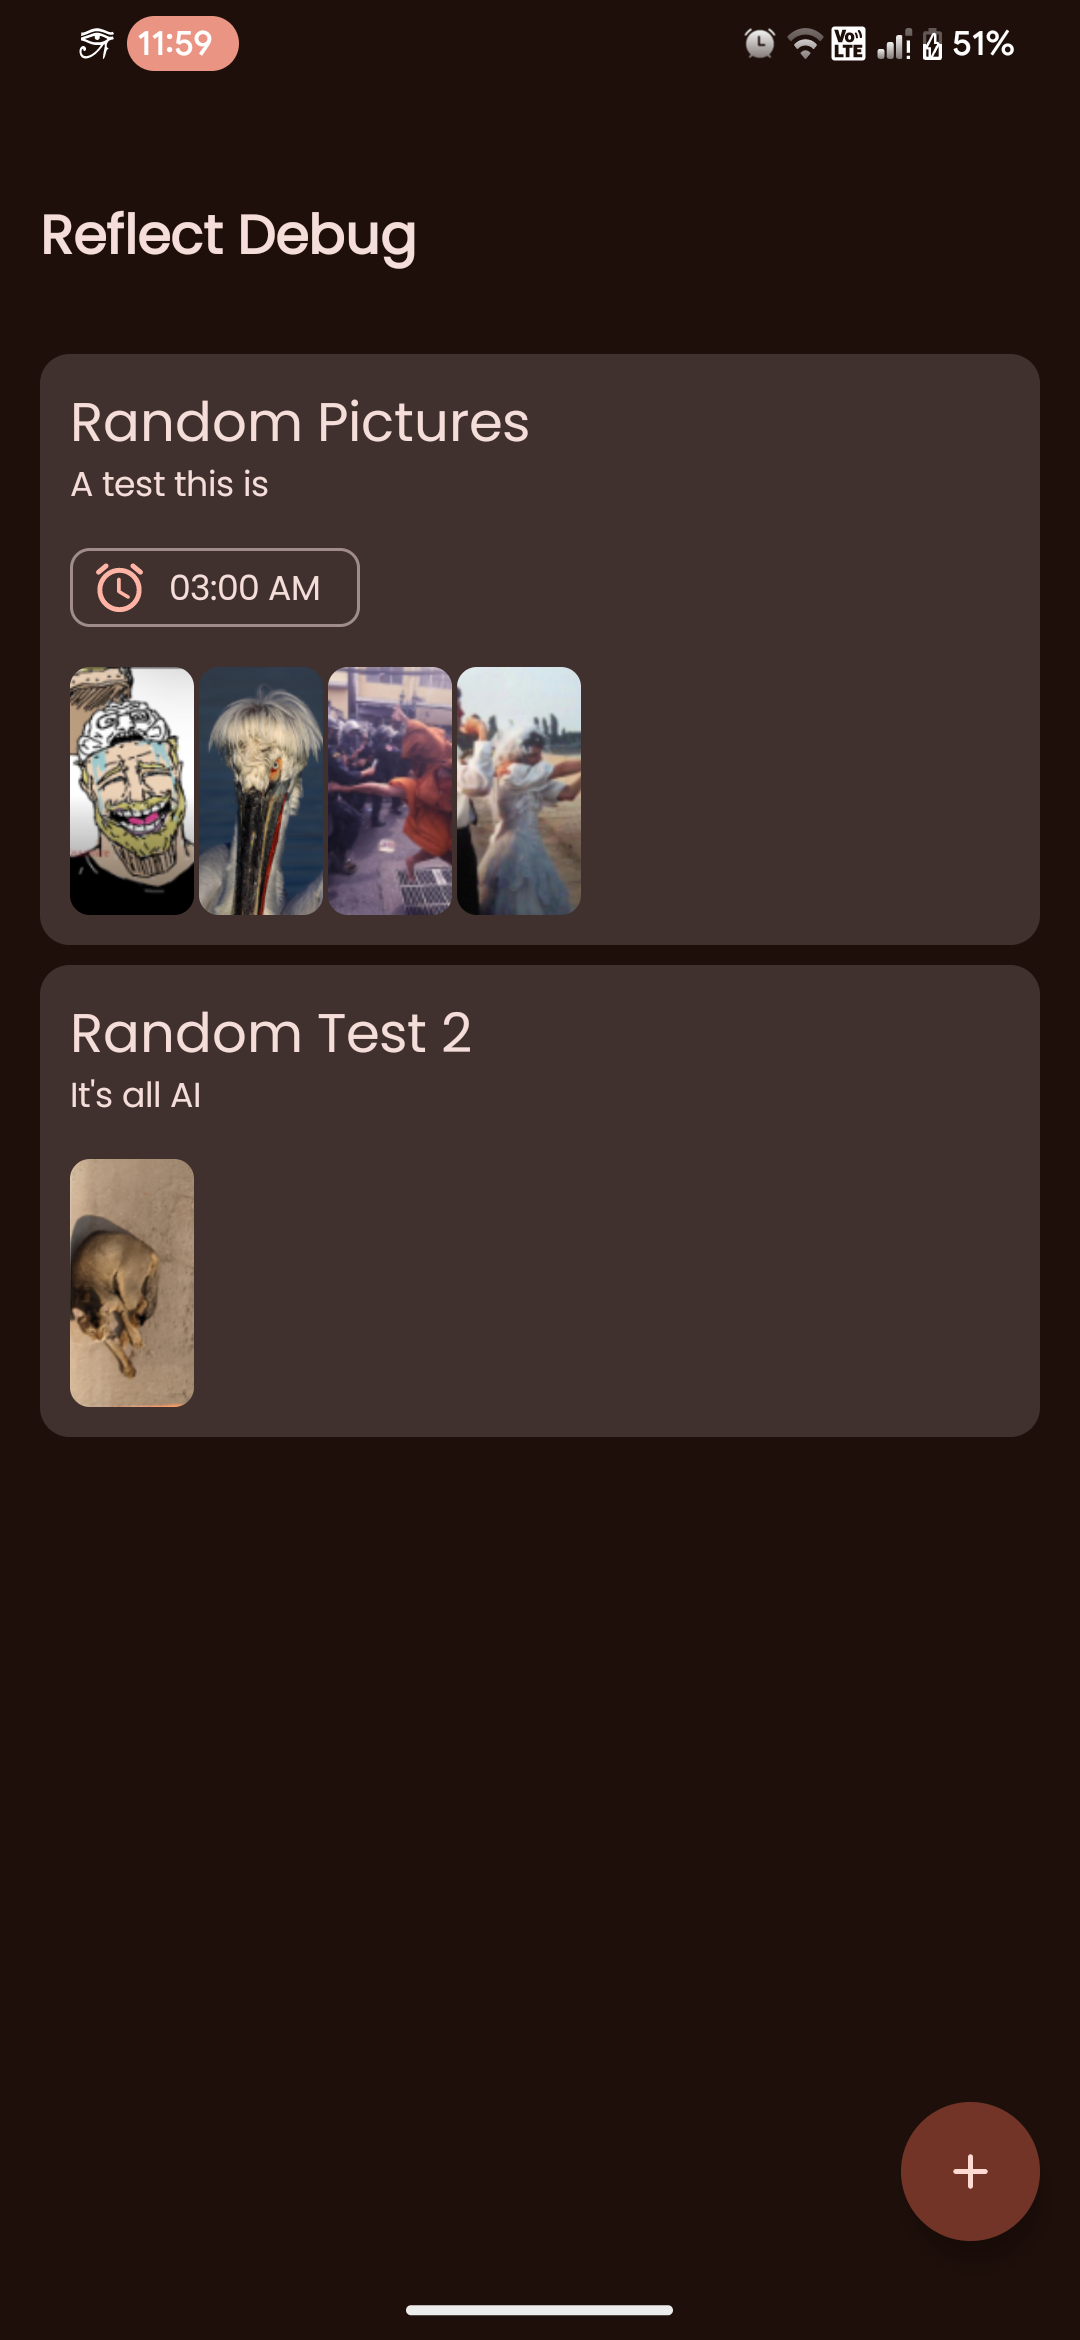 11:59
Vo))
LTE
51%
Reflect Debug
Random Pictures
A test this is
03:00 AM
Random Test 2
It's all AI